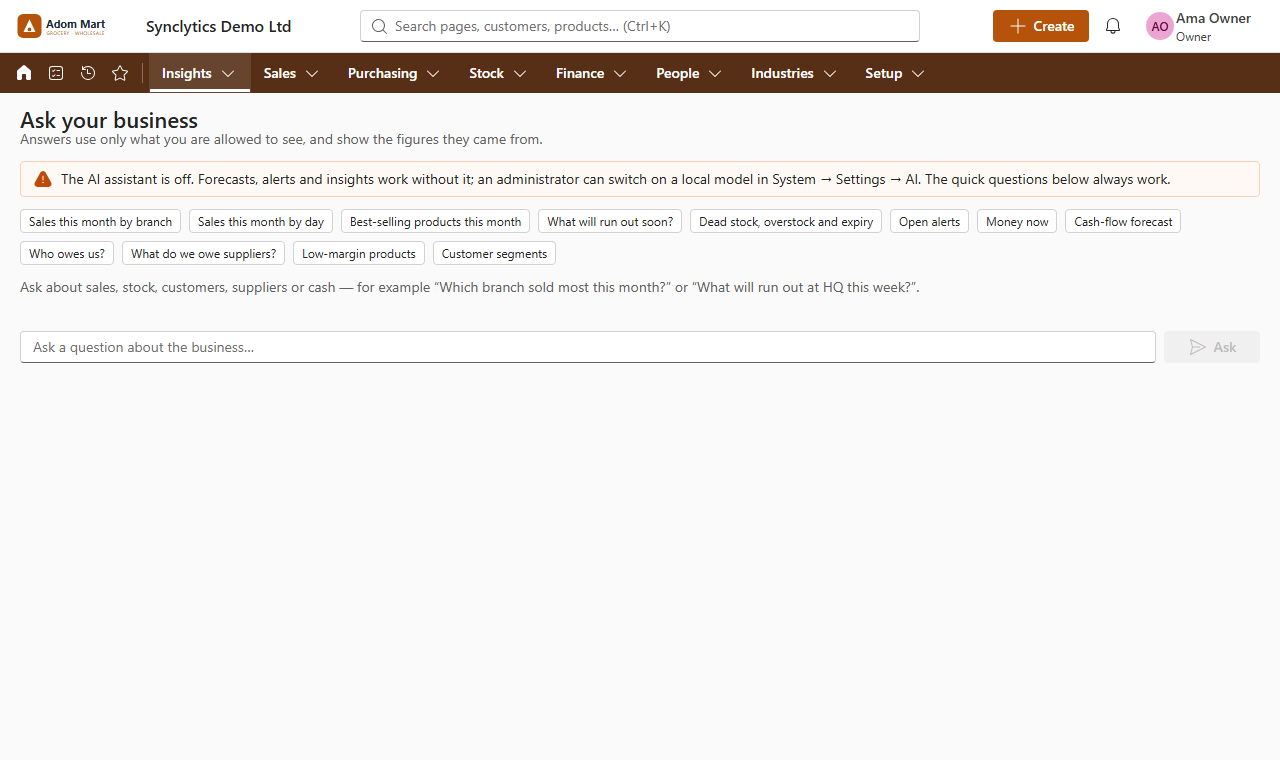 Adom Mart
GROCERY · WHOLESALE
Synclytics Demo Ltd
Search pages, customers, products... (Ctrl+K)
Create
AO
Ama Owner
Owner
Insights
Sales
Purchasing
Stock
Finance
People
Industries
Setup
Ask your business
Answers use only what you are allowed to see, and show the figures they came from.
The AI assistant is off. Forecasts, alerts and insights work without it; an administrator can switch on a local model in System → Settings → AI. The quick questions below always work.
Sales this month by branch
Sales this month by day
Best-selling products this month
What will run out soon?
Dead stock, overstock and expiry
Open alerts
Money now
Cash-flow forecast
Who owes us?
What do we owe suppliers?
Low-margin products
Customer segments
Ask about sales, stock, customers, suppliers or cash — for example “Which branch sold most this month?” or “What will run out at HQ this week?”.
Ask a question about the business...
Ask